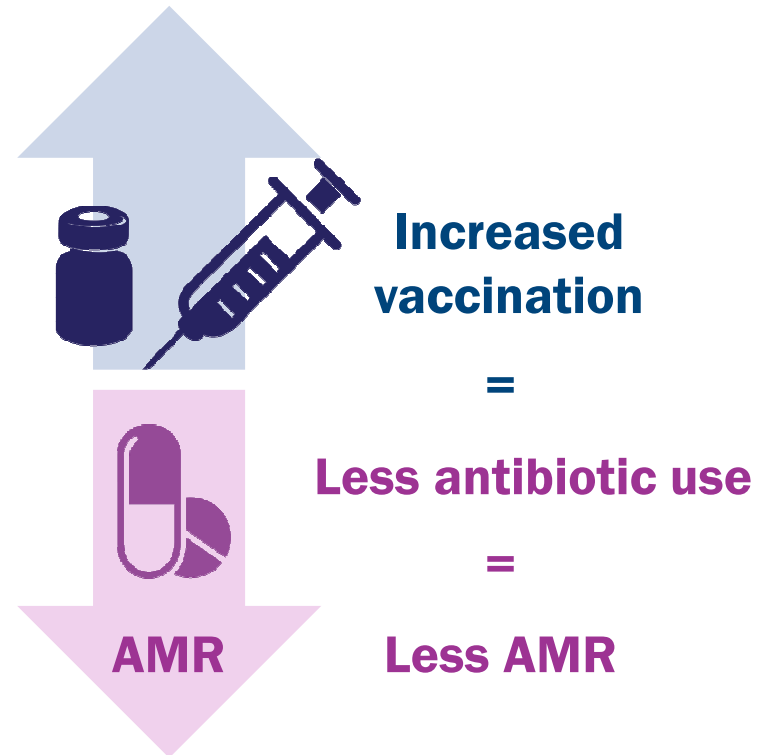 Increased
vaccination
=
Less antibiotic use
=
AMR
Less AMR